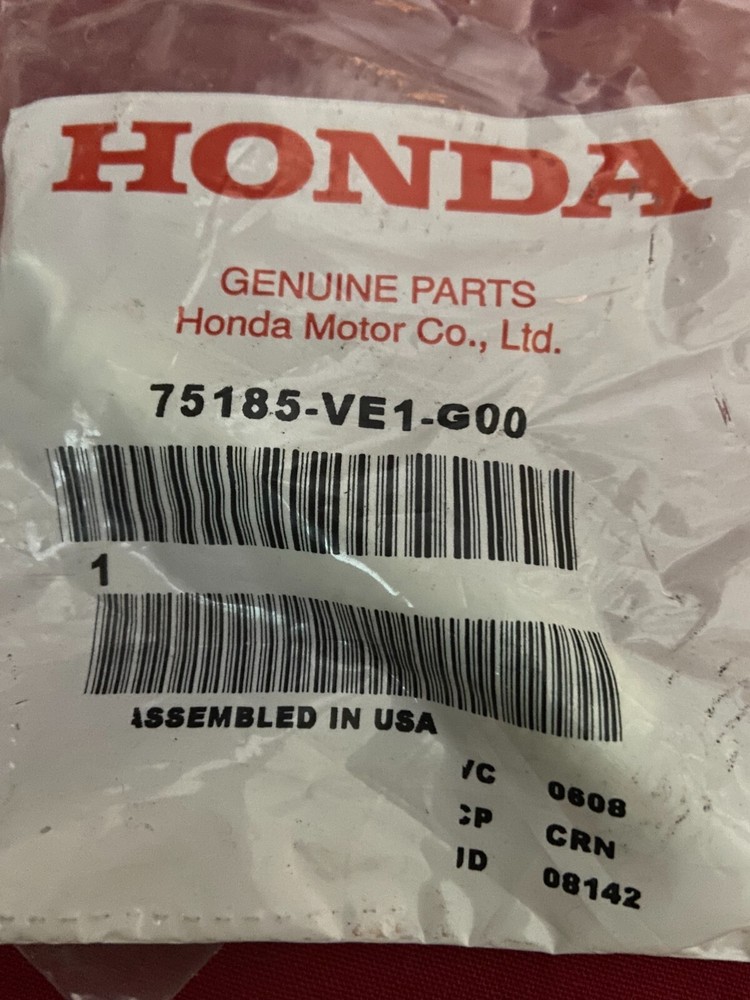 HONDA
GENUINE PARTS
Honda Motor Co., Ltd.
75185-VE1-G00
1
ASSEMBLED IN USA
0608
CRN
08142